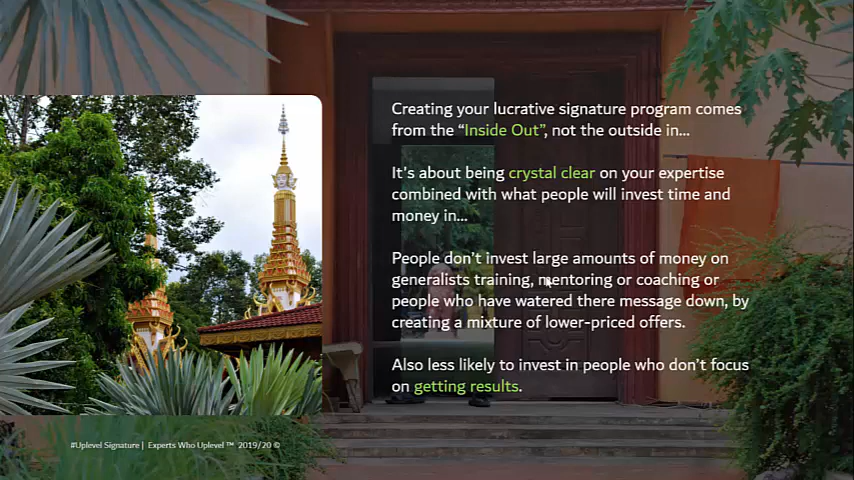 Creating your lucrative signature program comes
from the “Inside Out”, not the outside in...
It’s about being crystal clear on your expertise
combined with what people will invest time and
money in...
People don’t invest large amounts of money on
generalists training, mentoring or coaching or
people who have watered there message down, by
creating a mixture of lower-priced offers.
Also less likely to invest in people who don’t focus
on getting results.
#Uplevel Signature | Experts Who Uplevel ™ 2019/20 ©